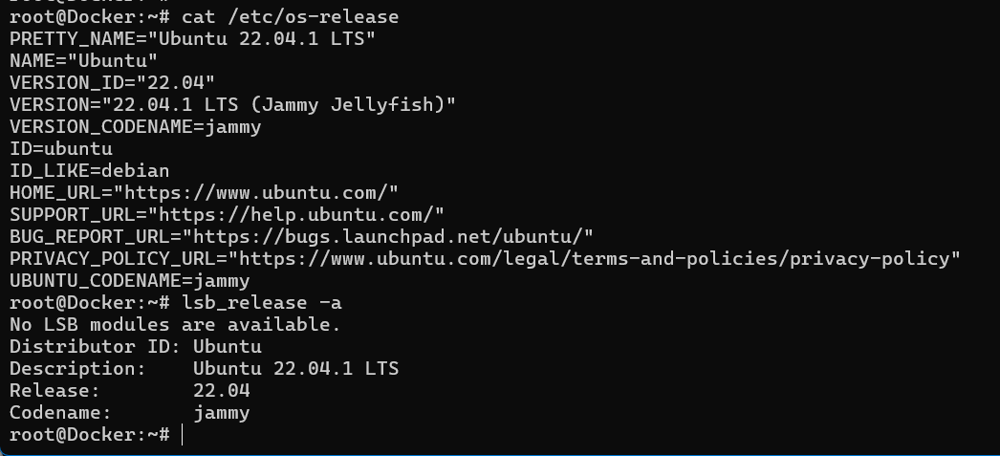 root@Docker:~# cat /etc/os-release
PRETTY_NAME="Ubuntu 22.04.1 LTS"
NAME="Ubuntu"
VERSION_ID="22.04"
VERSION="22.04.1 LTS (Jammy Jellyfish)"
VERSION_CODENAME=jammy
ID=ubuntu
ID_LIKE=debian
HOME_URL="https://www.ubuntu.com/"
SUPPORT_URL="https://help.ubuntu.com/"
BUG_REPORT_URL="https://bugs.launchpad.net/ubuntu/"
PRIVACY_POLICY_URL="https://www.ubuntu.com/legal/terms-and-policies/privacy-policy"
UBUNTU_CODENAME=jammy
root@Docker:~# lsb_release -a
No LSB modules are available.
Distributor ID: Ubuntu
Description:    Ubuntu 22.04.1 LTS
Release:        22.04
Codename:       jammy
root@Docker:~#